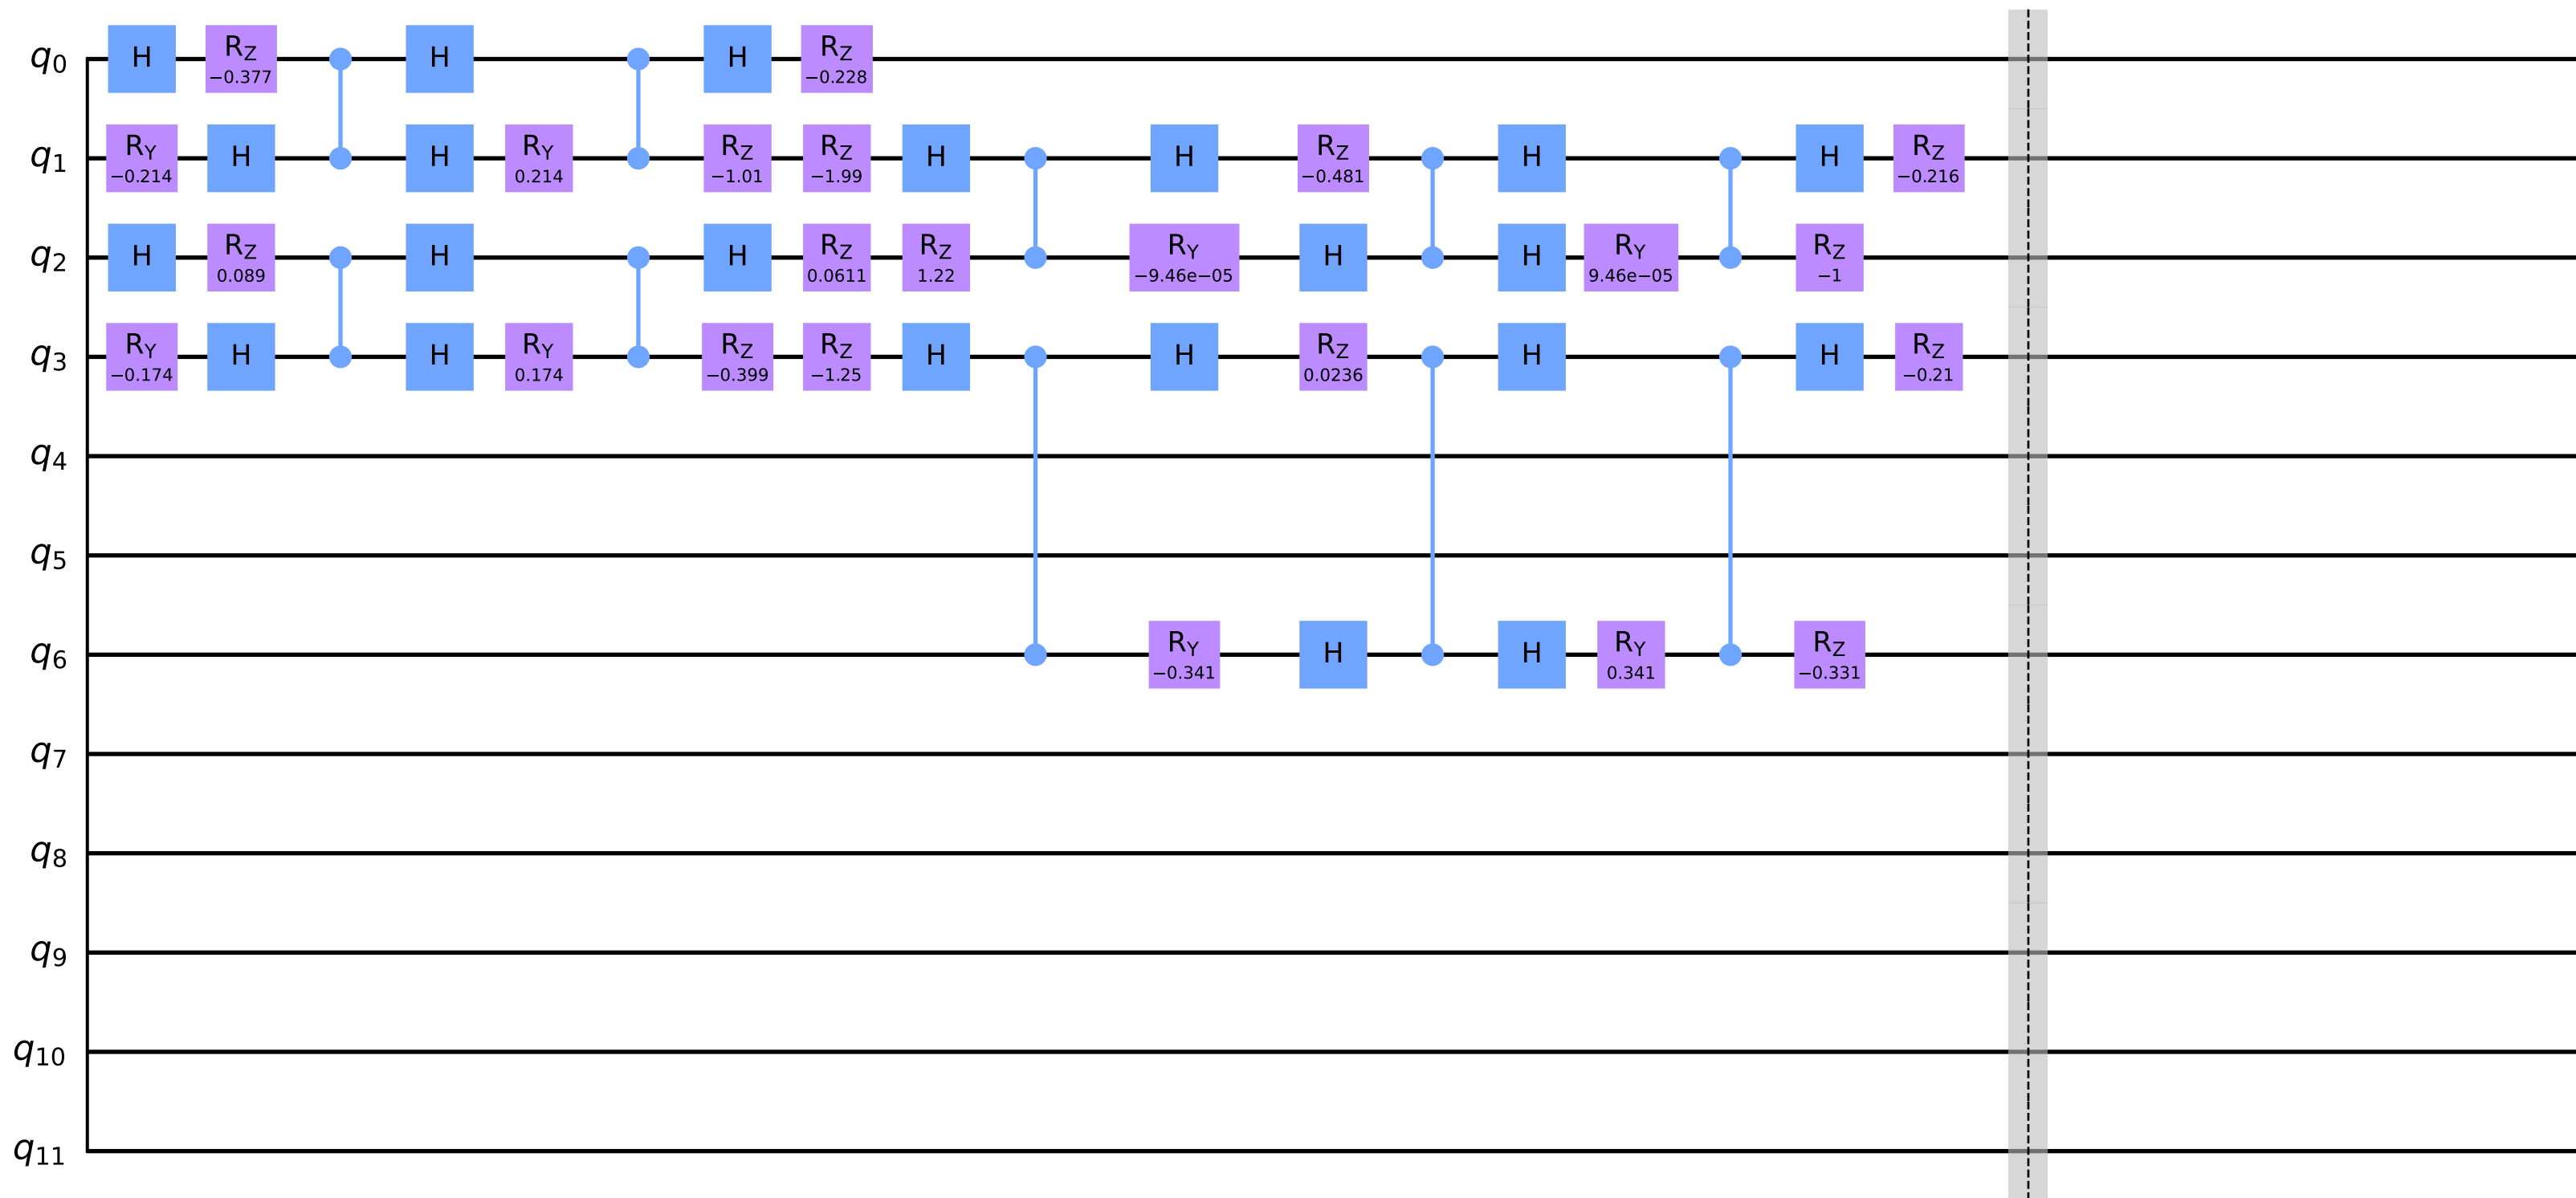 q0 H RZ −0.377 H H RZ −0.228
q1 RY −0.214 H H RY 0.214 RZ −1.01 RZ −1.99 H H RZ −0.481 H H RZ −0.216
q2 H RZ 0.089 H H RZ 0.0611 RZ 1.22 RY −9.46e−05 H H RY 9.46e−05 RZ −1
q3 RY −0.174 H H RY 0.174 RZ −0.399 RZ −1.25 H H RZ 0.0236 H H RZ −0.21
q4
q5
q6 RY −0.341 H H RY 0.341 RZ −0.331
q7
q8
q9
q10
q11